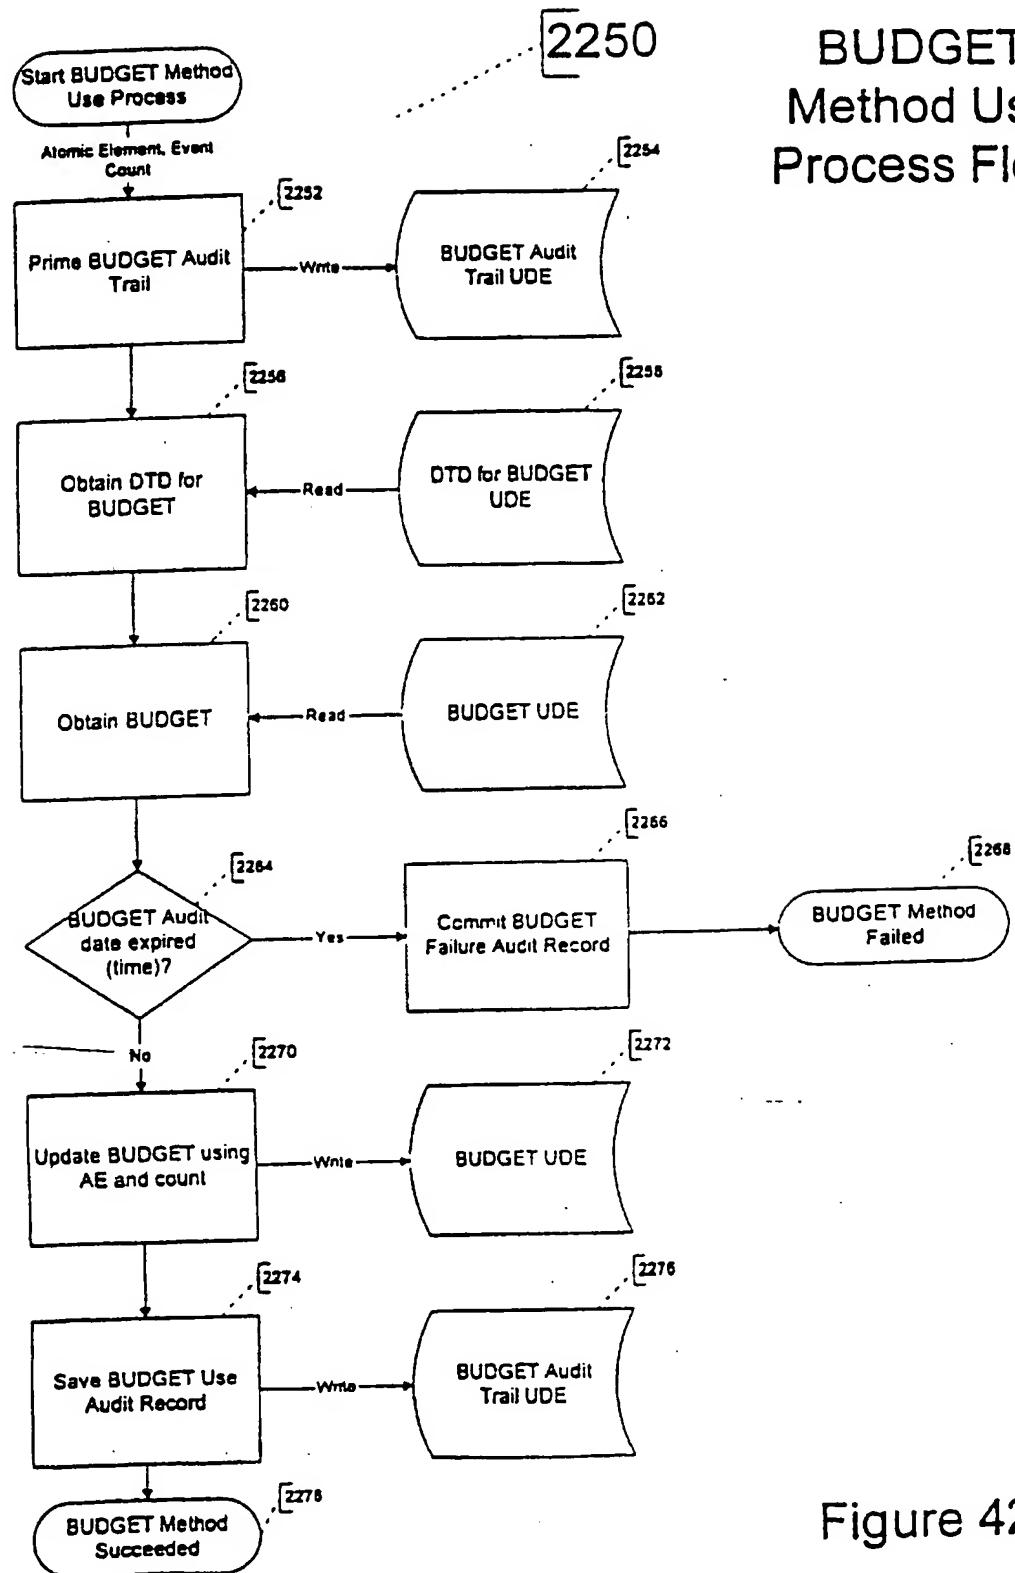 2250
BUDGET
Method Us
Process Flo
Start BUDGET Method
Use Process
Atomic Element, Event
Count
2252
2254
Prime BUDGET Audit
Trail
Write
BUDGET Audit
Trail UDE
2256
2258
Obtain DTD for
BUDGET
Read
DTD for BUDGET
UDE
2260
2262
Obtain BUDGET
Read
BUDGET UDE
2264
2266
2268
BUDGET Audit
date expired
(time)?
Yes
Commit BUDGET
Failure Audit Record
BUDGET Method
Failed
No
2270
2272
Update BUDGET using
AE and count
Write
BUDGET UDE
2274
2276
Save BUDGET Use
Audit Record
Write
BUDGET Audit
Trail UDE
2278
BUDGET Method
Succeeded
Figure 42